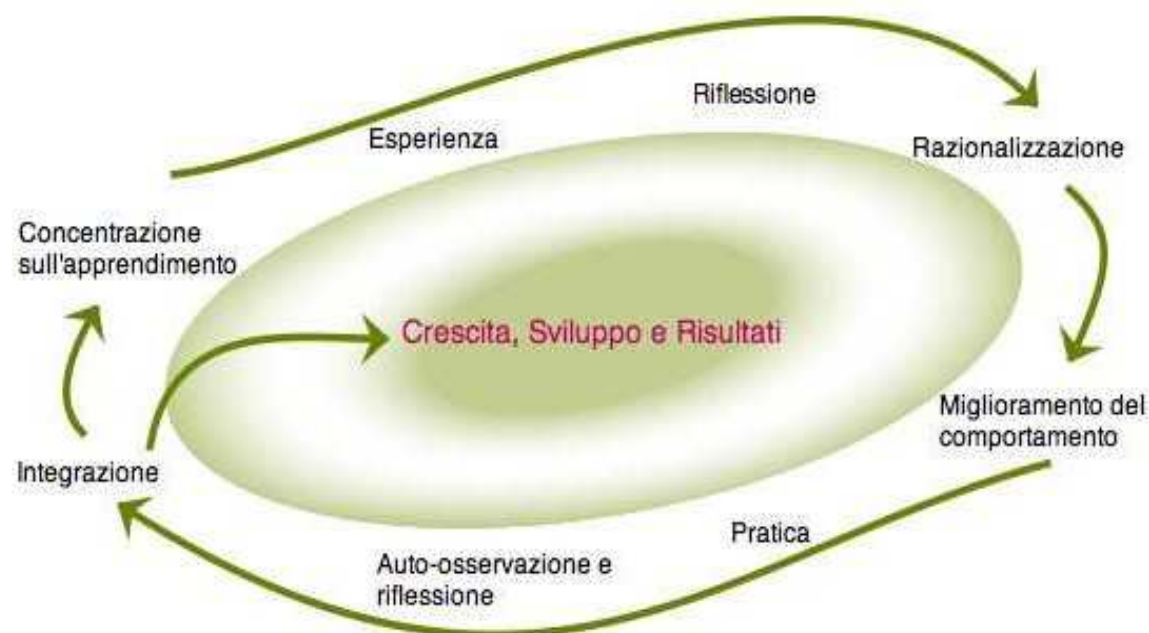 Riflessione
Esperienza
Razionalizzazione
Concentrazione
sull'apprendimento
Crescita, Sviluppo e Risultati
Miglioramento del
comportamento
Integrazione
Pratica
Auto-osservazione e
riflessione